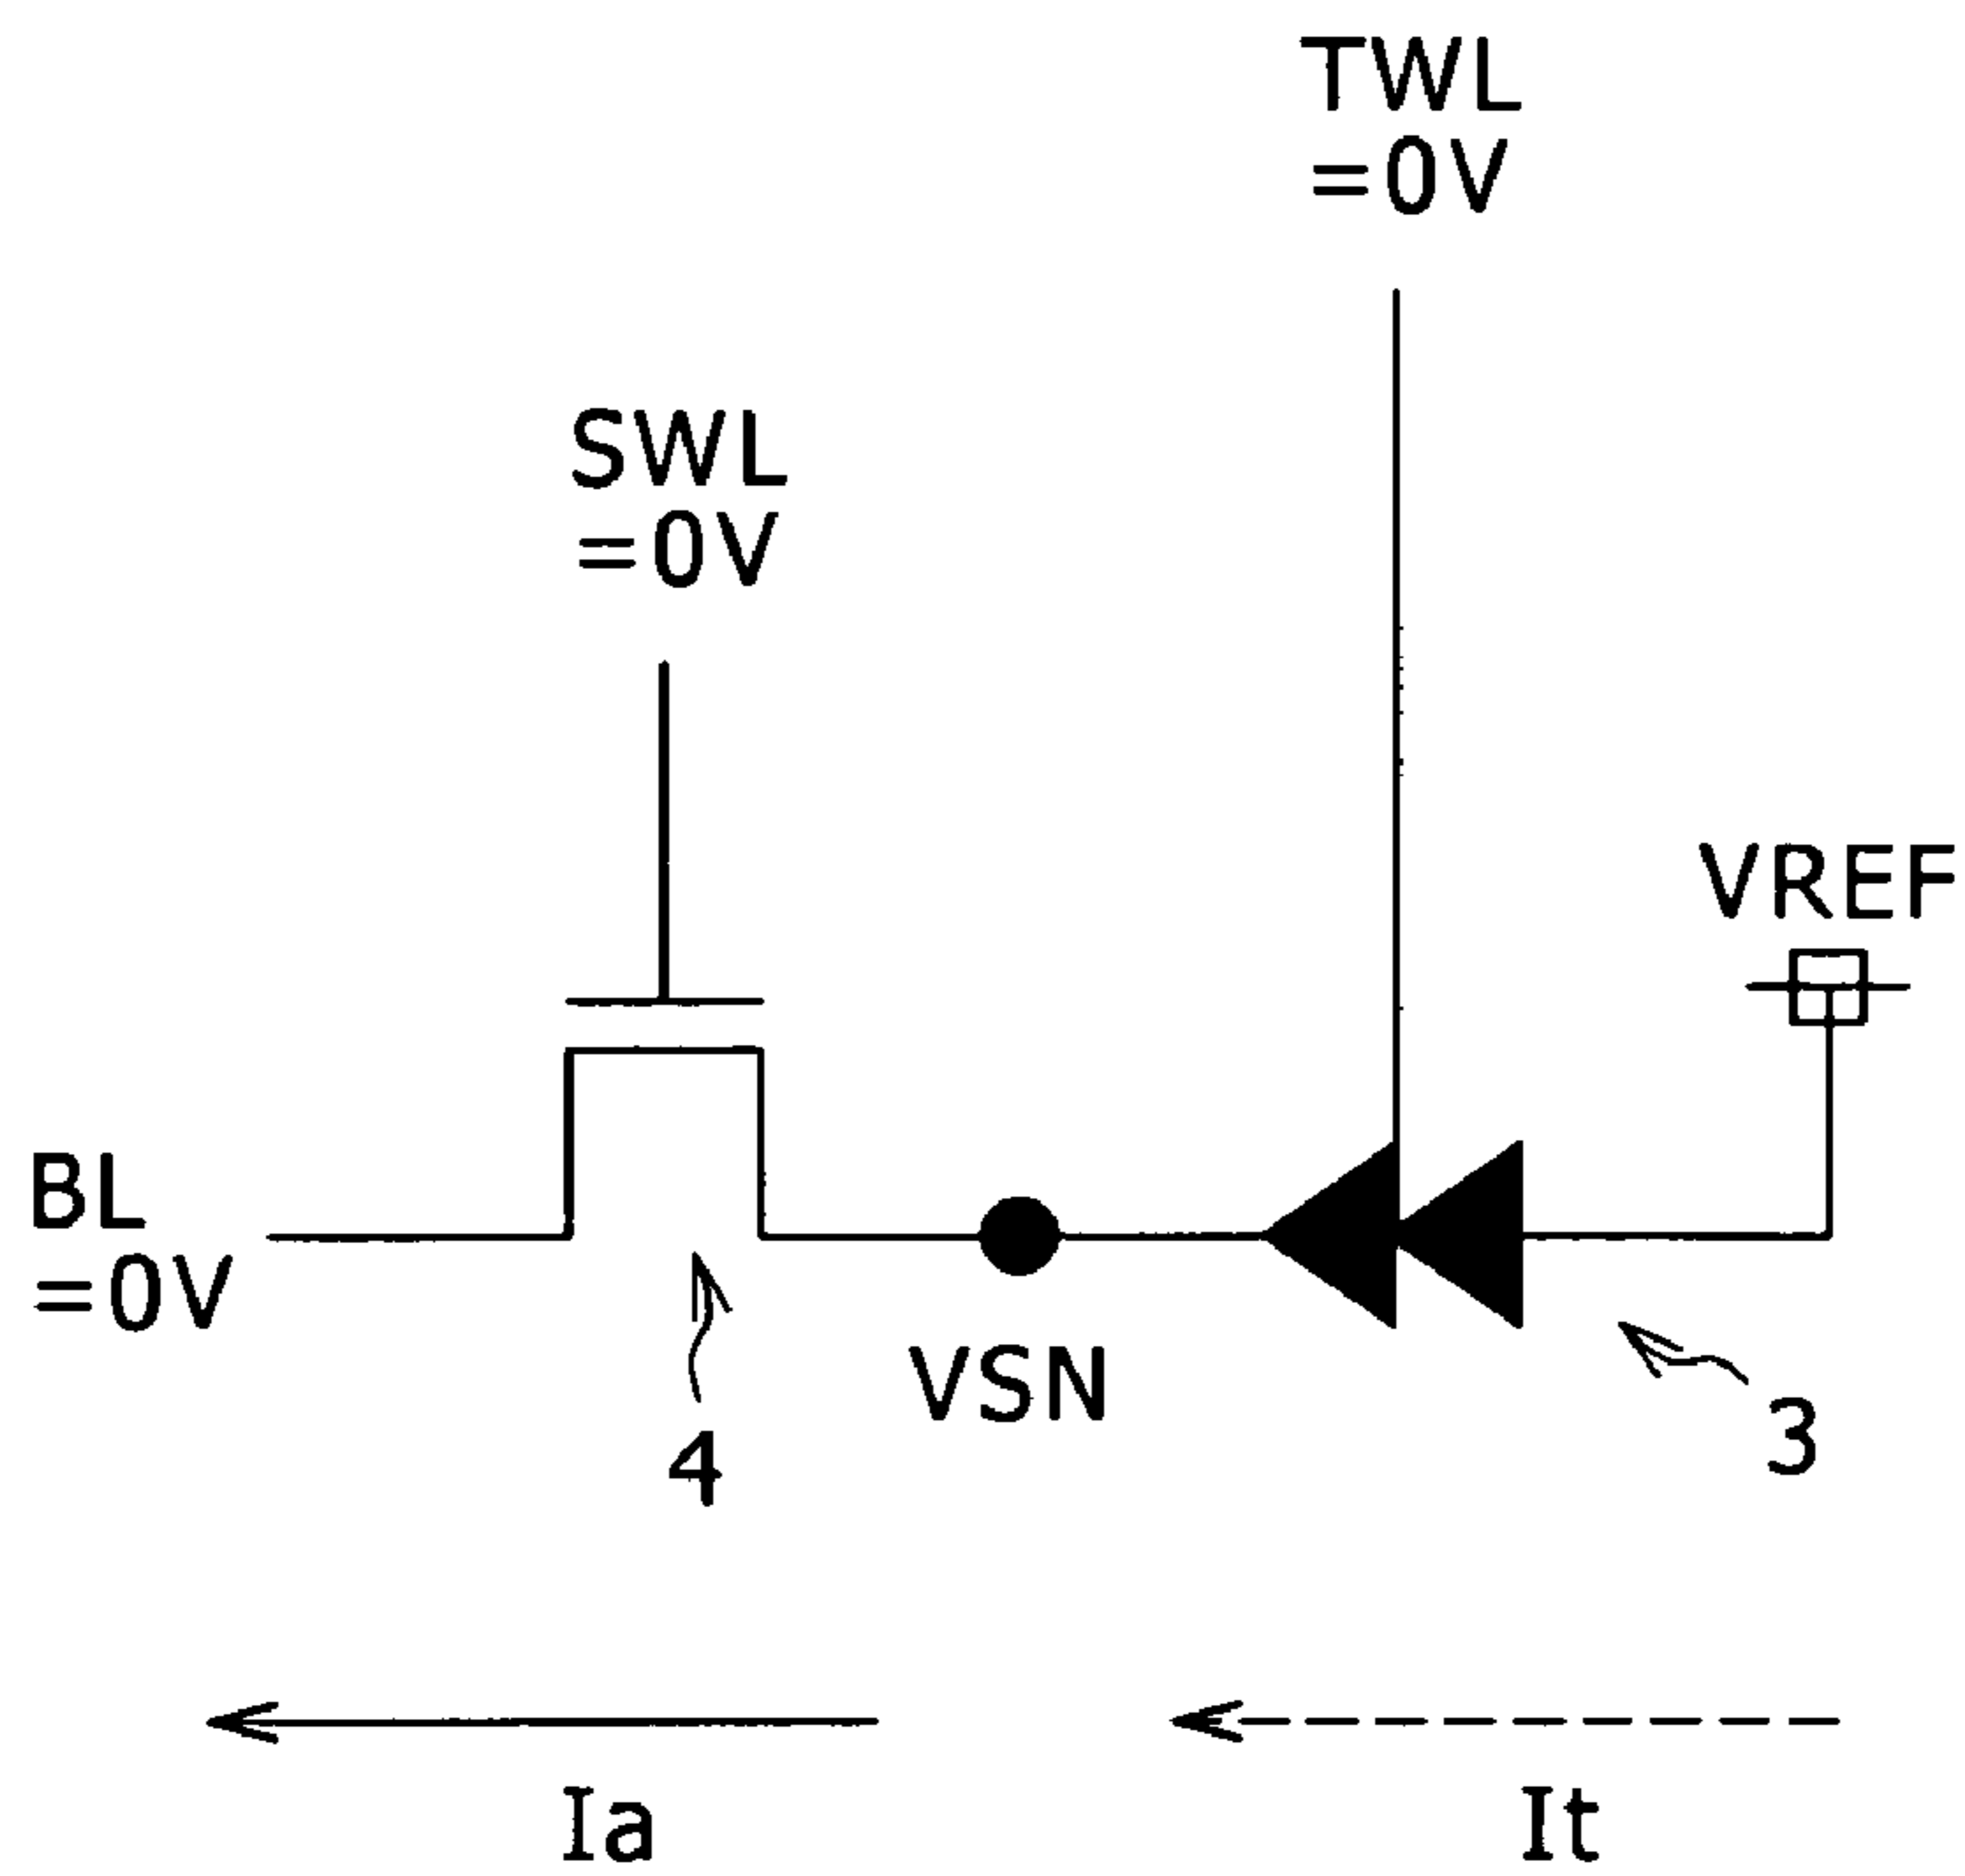 TWL
=0V
SWL
=0V
VREF
BL
=0V
VSN
4
3
Ia
It